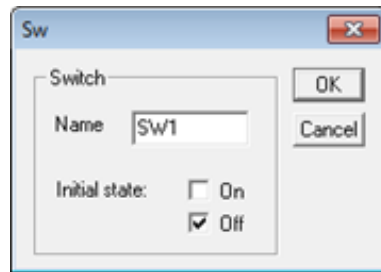 Sw
Switch
OK
Name SW1
Cancel
Initial state: On
Off